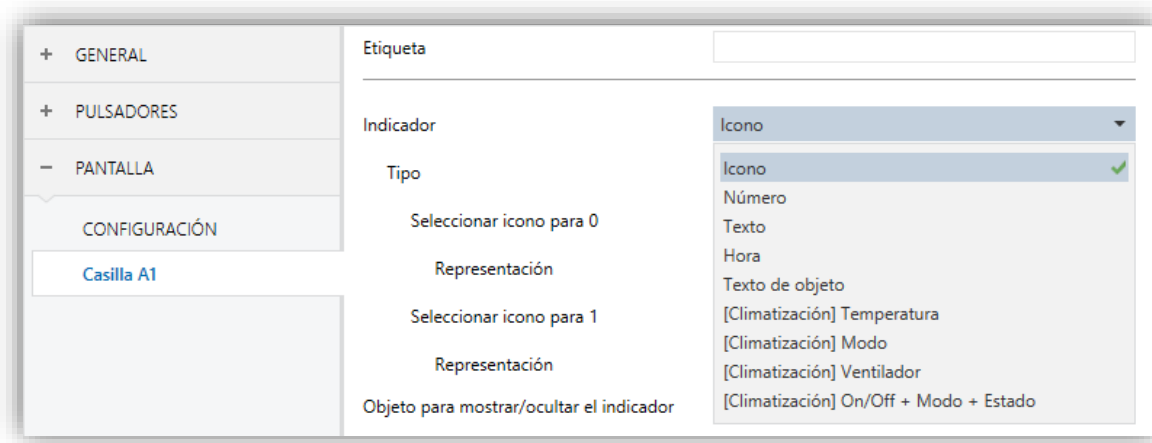 GENERAL
PULSADORES
PANTALLA
CONFIGURACIÓN
Casilla A1
Etiqueta
Indicador
Icono
Tipo
Seleccionar icono para 0
Representación
Seleccionar icono para 1
Representación
Objeto para mostrar/ocultar el indicador
Icono
Número
Texto
Hora
Texto de objeto
[Climatización] Temperatura
[Climatización] Modo
[Climatización] Ventilador
[Climatización] On/Off + Modo + Estado